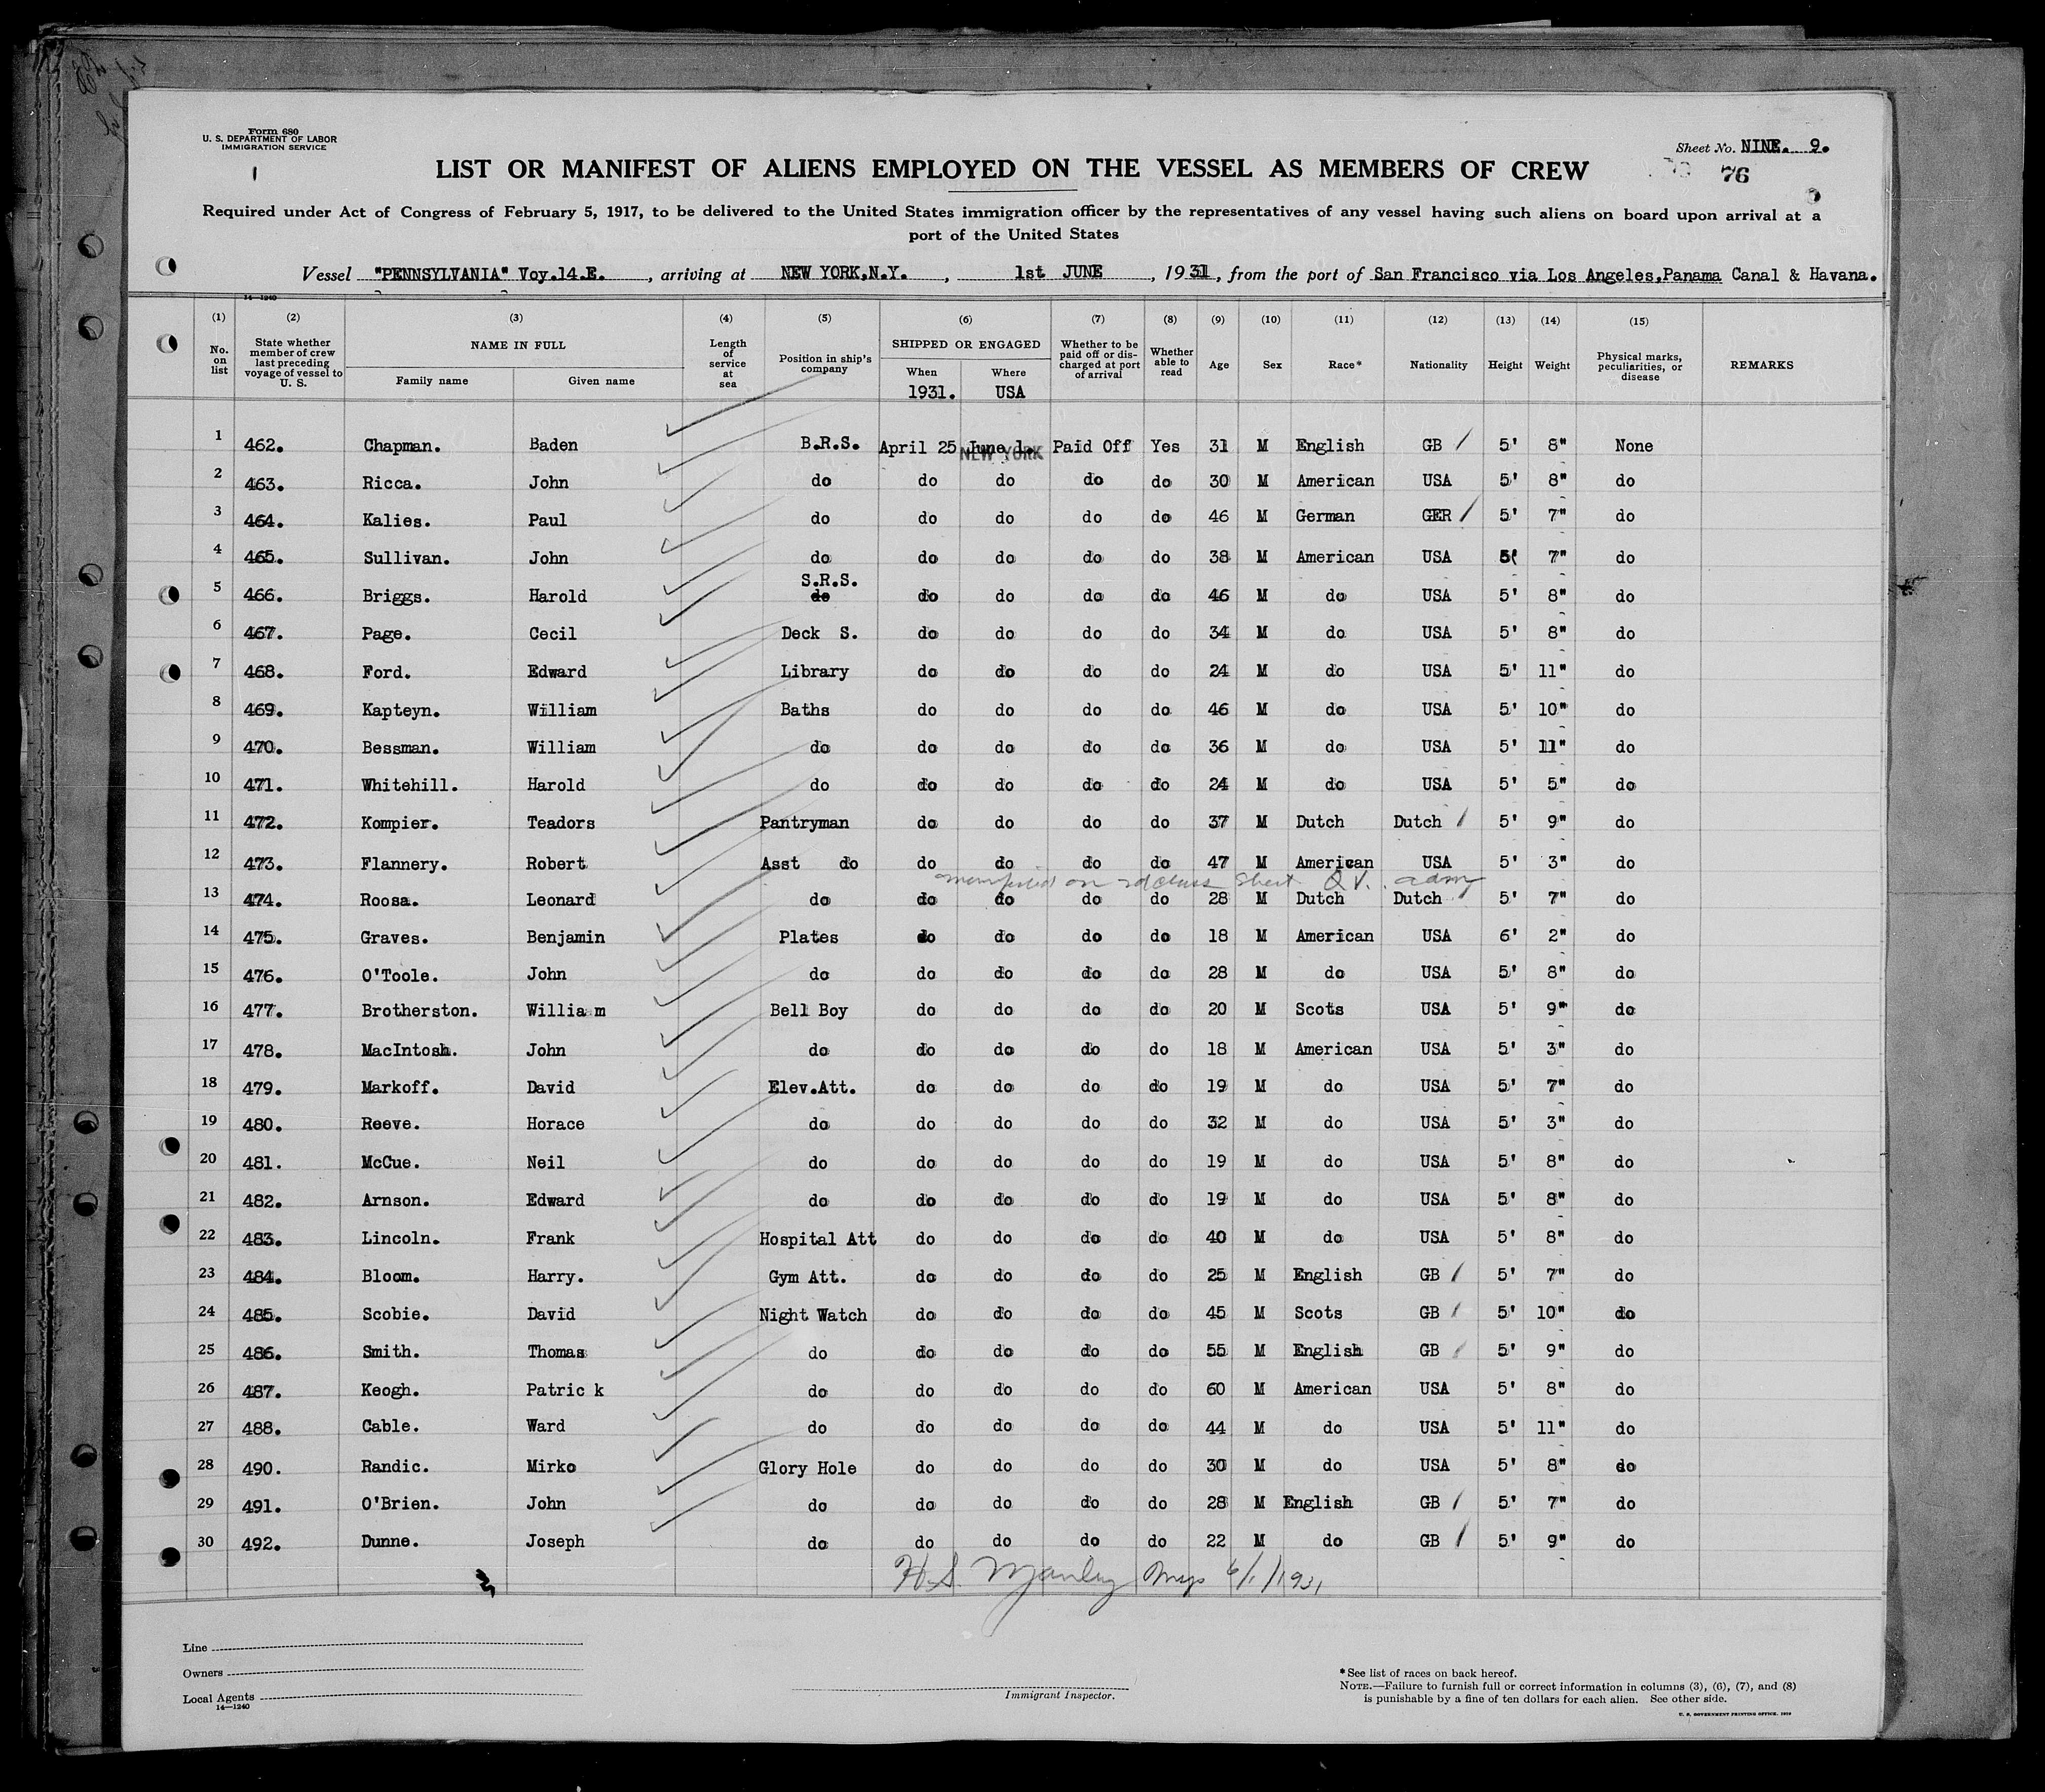 Form 680
U. S. DEPARTMENT OF LABOR
IMMIGRATION SERVICE
Sheet No. NINE. 9.
76
LIST OR MANIFEST OF ALIENS EMPLOYED ON THE VESSEL AS MEMBERS OF CREW
Required under Act of Congress of February 5, 1917, to be delivered to the United States immigration officer by the representatives of any vessel having such aliens on board upon arrival at a
port of the United States
Vessel "PENNSYLVANIA" Voy.14.E. , arriving at NEW YORK,N.Y. , 1st JUNE , 1931, from the port of San Francisco via Los Angeles,Panama Canal & Havana.
14—1240
(1) (2) (3) (4) (5) (6) (7) (8) (9) (10) (11) (12) (13) (14) (15)
No. on list State whether member of crew last preceding voyage of vessel to U. S. NAME IN FULL Family name Given name Length of service at sea Position in ship's company SHIPPED OR ENGAGED When Where Whether to be paid off or discharged at port of arrival Whether able to read Age Sex Race* Nationality Height Weight Physical marks, peculiarities, or disease REMARKS
1931. USA
1 462. Chapman. Baden B.R.S. April 25 June 1. NEW YORK Paid Off Yes 31 M English GB 5' 8" None
2 463. Ricca. John do do do do do 30 M American USA 5' 8" do
3 464. Kalies. Paul do do do do do 46 M German GER 5' 7" do
4 465. Sullivan. John do do do do do 38 M American USA 5( 7" do
5 466. Briggs. Harold S.R.S. do do do do do 46 M do USA 5' 8" do
6 467. Page. Cecil Deck S. do do do do 34 M do USA 5' 8" do
7 468. Ford. Edward Library do do do do 24 M do USA 5' 11" do
8 469. Kapteyn. William Baths do do do do 46 M do USA 5' 10" do
9 470. Bessman. William do do do do do 36 M do USA 5' 11" do
10 471. Whitehill. Harold do do do do do 24 M do USA 5' 5" do
11 472. Kompier. Teadors Pantryman do do do do 37 M Dutch Dutch 5' 9" do
12 473. Flannery. Robert Asst do do do do do 47 M American USA 5' 3" do
on sheet
13 474. Roosa. Leonard do do do do do 28 M Dutch Dutch 5' 7" do
14 475. Graves. Benjamin Plates do do do do 18 M American USA 6' 2" do
15 476. O'Toole. John do do do do do 28 M do USA 5' 8" do
16 477. Brotherston. William Bell Boy do do do do 20 M Scots USA 5' 9" do
17 478. MacIntosh. John do do do do do 18 M American USA 5' 3" do
18 479. Markoff. David Elev.Att. do do do do 19 M do USA 5' 7" do
19 480. Reeve. Horace do do do do do 32 M do USA 5' 3" do
20 481. McCue. Neil do do do do do 19 M do USA 5' 8" do
21 482. Arnson. Edward do do do do do 19 M do USA 5' 8" do
22 483. Lincoln. Frank Hospital Att do do do do 40 M do USA 5' 8" do
23 484. Bloom. Harry. Gym Att. do do do do 25 M English GB 5' 7" do
24 485. Scobie. David Night Watch do do do do 45 M Scots GB 5' 10" do
25 486. Smith. Thomas do do do do do 55 M English GB 5' 9" do
26 487. Keogh. Patric k do do do do do 60 M American USA 5' 8" do
27 488. Cable. Ward do do do do do 44 M do USA 5' 11" do
28 490. Randic. Mirko Glory Hole do do do do 30 M do USA 5' 8" do
29 491. O'Brien. John do do do do do 28 M English GB 5' 7" do
30 492. Dunne. Joseph do do do do do 22 M do GB 5' 9" do
H.S. Manley Insp 6/1/1931
Line
Owners
Local Agents
14—1240
Immigrant Inspector.
* See list of races on back hereof.
NOTE.—Failure to furnish full or correct information in columns (3), (6), (7), and (8)
is punishable by a fine of ten dollars for each alien. See other side.
U. S. GOVERNMENT PRINTING OFFICE.